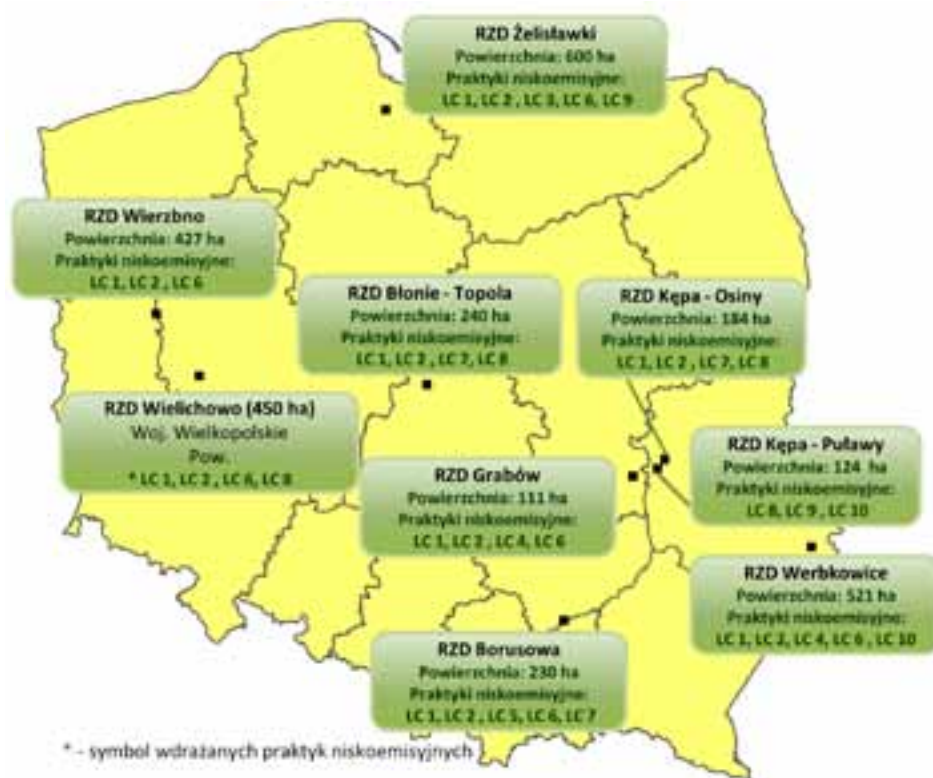 RZD Żelisławki
Powierzchnia: 600 ha
Praktyki niskoemisyjne:
LC 1, LC 2 , LC 3, LC 6, LC 9
RZD Wierzbno
Powierzchnia: 427 ha
Praktyki niskoemisyjne:
LC 1, LC 2 , LC 6
RZD Błonie - Topola
Powierzchnia: 240 ha
Praktyki niskoemisyjne:
LC 1, LC 2 , LC 7, LC 8
RZD Kępa - Osiny
Powierzchnia: 184 ha
Praktyki niskoemisyjne:
LC 1, LC 2 , LC 7, LC 8
RZD Wielichowo (450 ha)
Woj. Wielkopolskie
Pow.
* LC 1, LC 2 , LC 6, LC 8
RZD Grabów
Powierzchnia: 111 ha
Praktyki niskoemisyjne:
LC 1, LC 2 , LC 4, LC 6
RZD Kępa - Puławy
Powierzchnia: 124 ha
Praktyki niskoemisyjne:
LC 8, LC 9 , LC 10
RZD Werbkowice
Powierzchnia: 521 ha
Praktyki niskoemisyjne:
LC 1, LC 2, LC 4, LC 6 , LC 10
RZD Borusowa
Powierzchnia: 230 ha
Praktyki niskoemisyjne:
LC 1, LC 2 , LC 5, LC 6, LC 7
* - symbol wdrażanych praktyk niskoemisyjnych